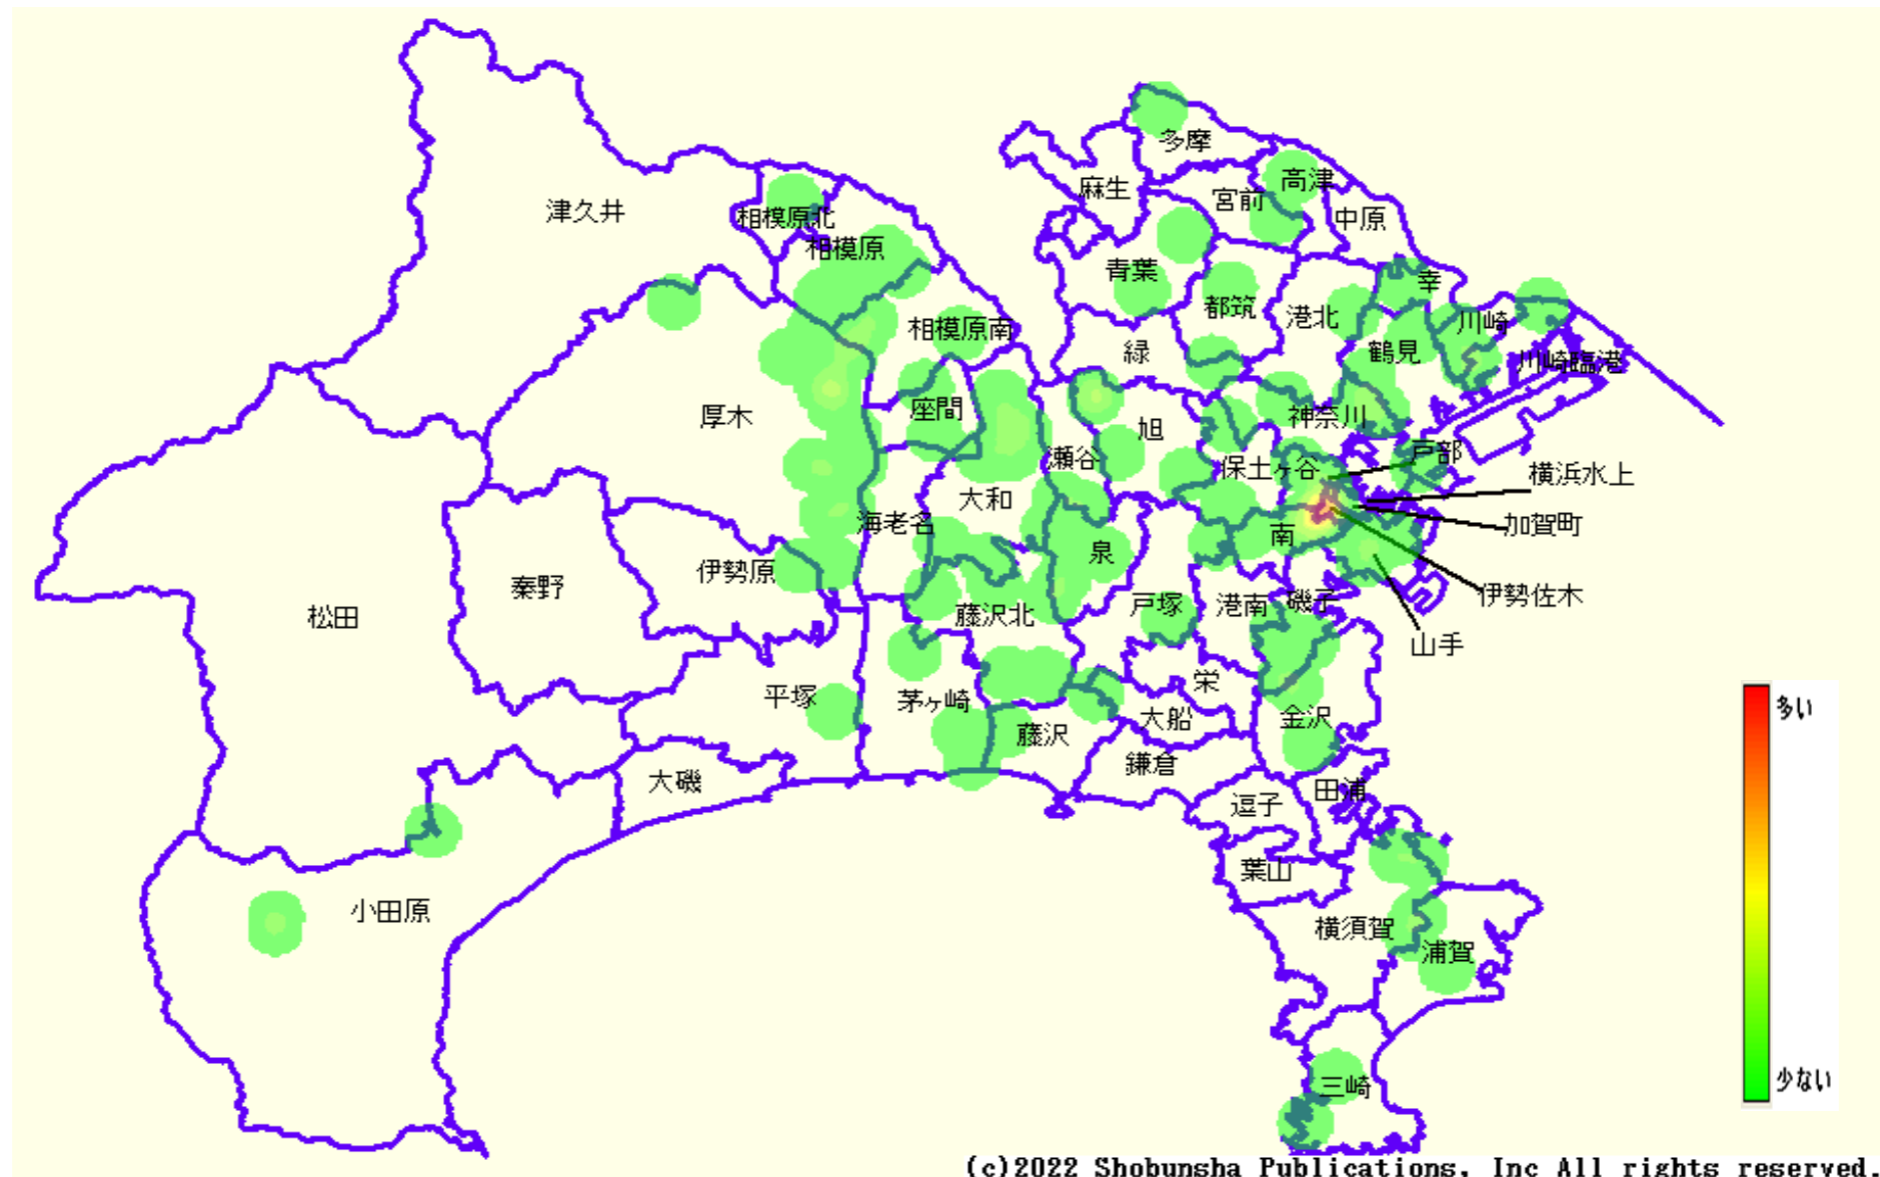 多摩
高津
麻生
宮前
中原
津久井
相模原北
相模原
青葉
幸
都筑
港北
川崎
相模原南
緑
鶴見
川崎臨港
座間
厚木
神奈川
旭
戸部
瀬谷
保土ヶ谷
横浜水上
大和
海老名
加賀町
南
泉
伊勢原
秦野
伊勢佐木
戸塚
港南
磯子
松田
藤沢北
山手
栄
平塚
茅ヶ崎
多い
大船
金沢
藤沢
鎌倉
大磯
田浦
逗子
葉山
小田原
横須賀
浦賀
少ない
三崎
(c)2022 Shobunsha Publications, Inc All rights reserved.